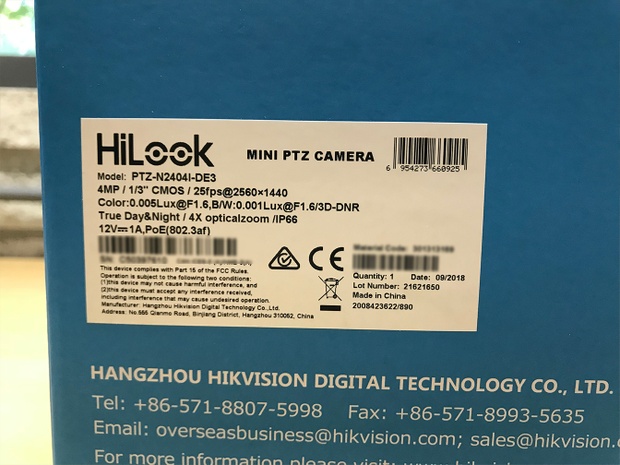 HiLook
MINI PTZ CAMERA
6 954273 660925
Model: PTZ-N2404I-DE3
4MP / 1/3" CMOS / 25fps@2560×1440
Color:0.005Lux@F1.6,B/W:0.001Lux@F1.6/3D-DNR
True Day&Night / 4X opticalzoom /IP66
12V⎓1A,PoE(802.3af)
CE
This device complies with Part 15 of the FCC Rules.
Operation is subject to the following two conditions:
(1)this device may not cause harmful interference, and
(2)this device must accept any interference received,
including interference that may cause undesired operation.
Manufacturer: Hangzhou Hikvision Digital Technology Co.,Ltd.
Address: No.555 Qianmo Road, Binjiang District, Hangzhou 310052, China
Quantity: 1 Date: 09/2018
Lot Number: 21621650
Made in China
2008423622/890
HANGZHOU HIKVISION DIGITAL TECHNOLOGY CO., LTD.
Tel: +86-571-8807-5998 Fax: +86-571-8993-5635
Email: overseasbusiness@hikvision.com; sales@hikvision.
For more information please visit: